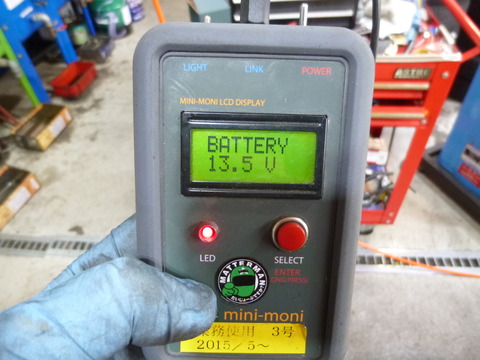 LIGHT LINK POWER
MINI-MONI LCD DISPLAY
BATTERY
13.5 V
LED SELECT
ENTER
MATTERMAN
mini-moni
業務使用 3号
2015/5～